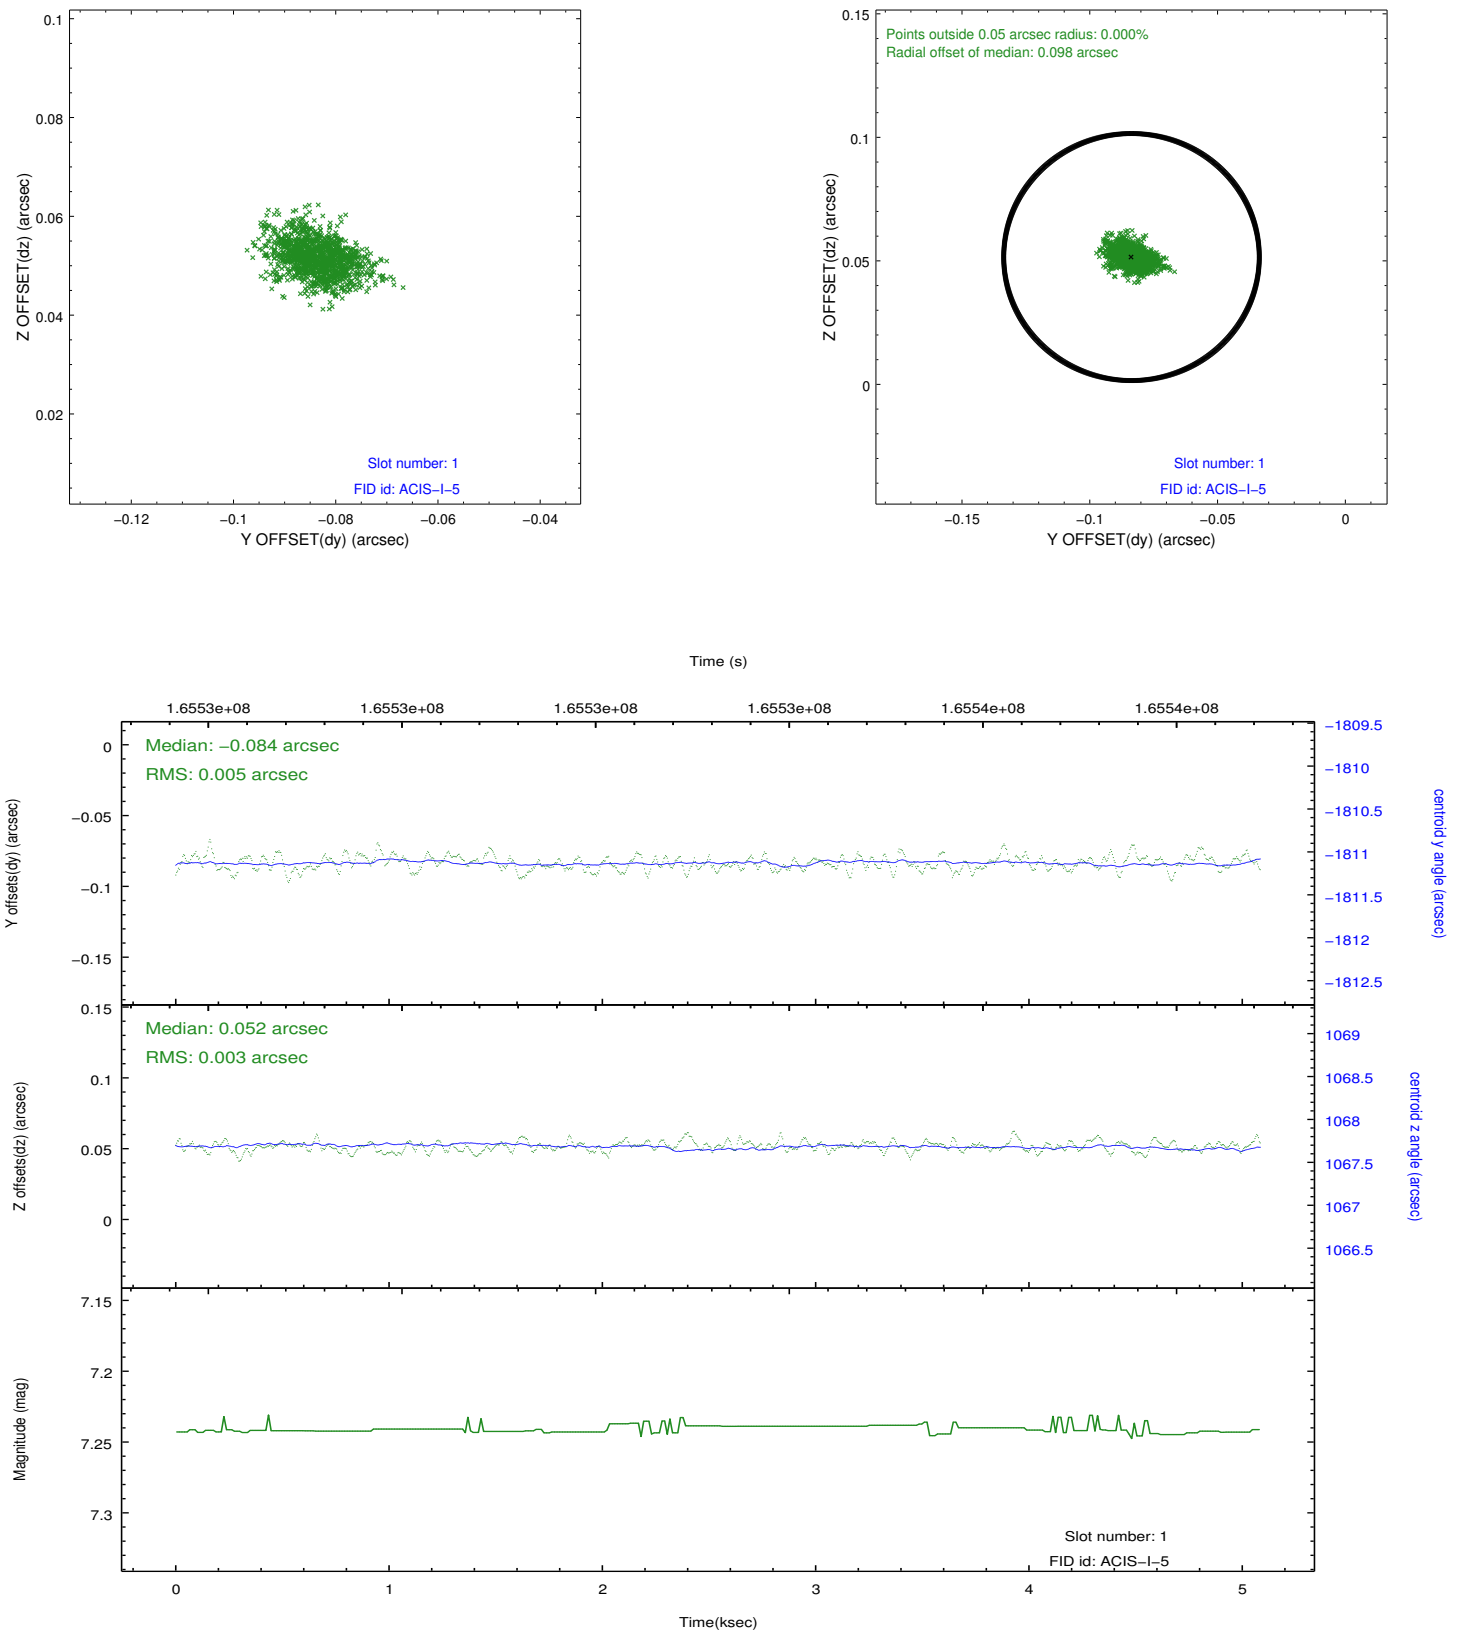 0.1
0.08
0.06
0.04
0.02
Z OFFSET(dz) (arcsec)
Slot number: 1
FID id: ACIS−I−5
−0.12 −0.1 −0.08 −0.06 −0.04
Y OFFSET(dy) (arcsec)
0.15
0.1
0.05
0
Z OFFSET(dz) (arcsec)
Points outside 0.05 arcsec radius: 0.000%
Radial offset of median: 0.098 arcsec
Slot number: 1
FID id: ACIS−I−5
−0.15 −0.1 −0.05 0
Y OFFSET(dy) (arcsec)
Time (s)
1.6553e+08 1.6553e+08 1.6553e+08 1.6553e+08 1.6554e+08 1.6554e+08
Median: −0.084 arcsec
RMS: 0.005 arcsec
0
−0.05
−0.1
−0.15
Y offsets(dy) (arcsec)
−1809.5
−1810
−1810.5
−1811
−1811.5
−1812
−1812.5
centroid y angle (arcsec)
Median: 0.052 arcsec
RMS: 0.003 arcsec
0.15
0.1
0.05
0
Z offsets(dz) (arcsec)
1069
1068.5
1068
1067.5
1067
1066.5
centroid z angle (arcsec)
7.15
7.2
7.25
7.3
Magnitude (mag)
Slot number: 1
FID id: ACIS−I−5
0 1 2 3 4 5
Time(ksec)